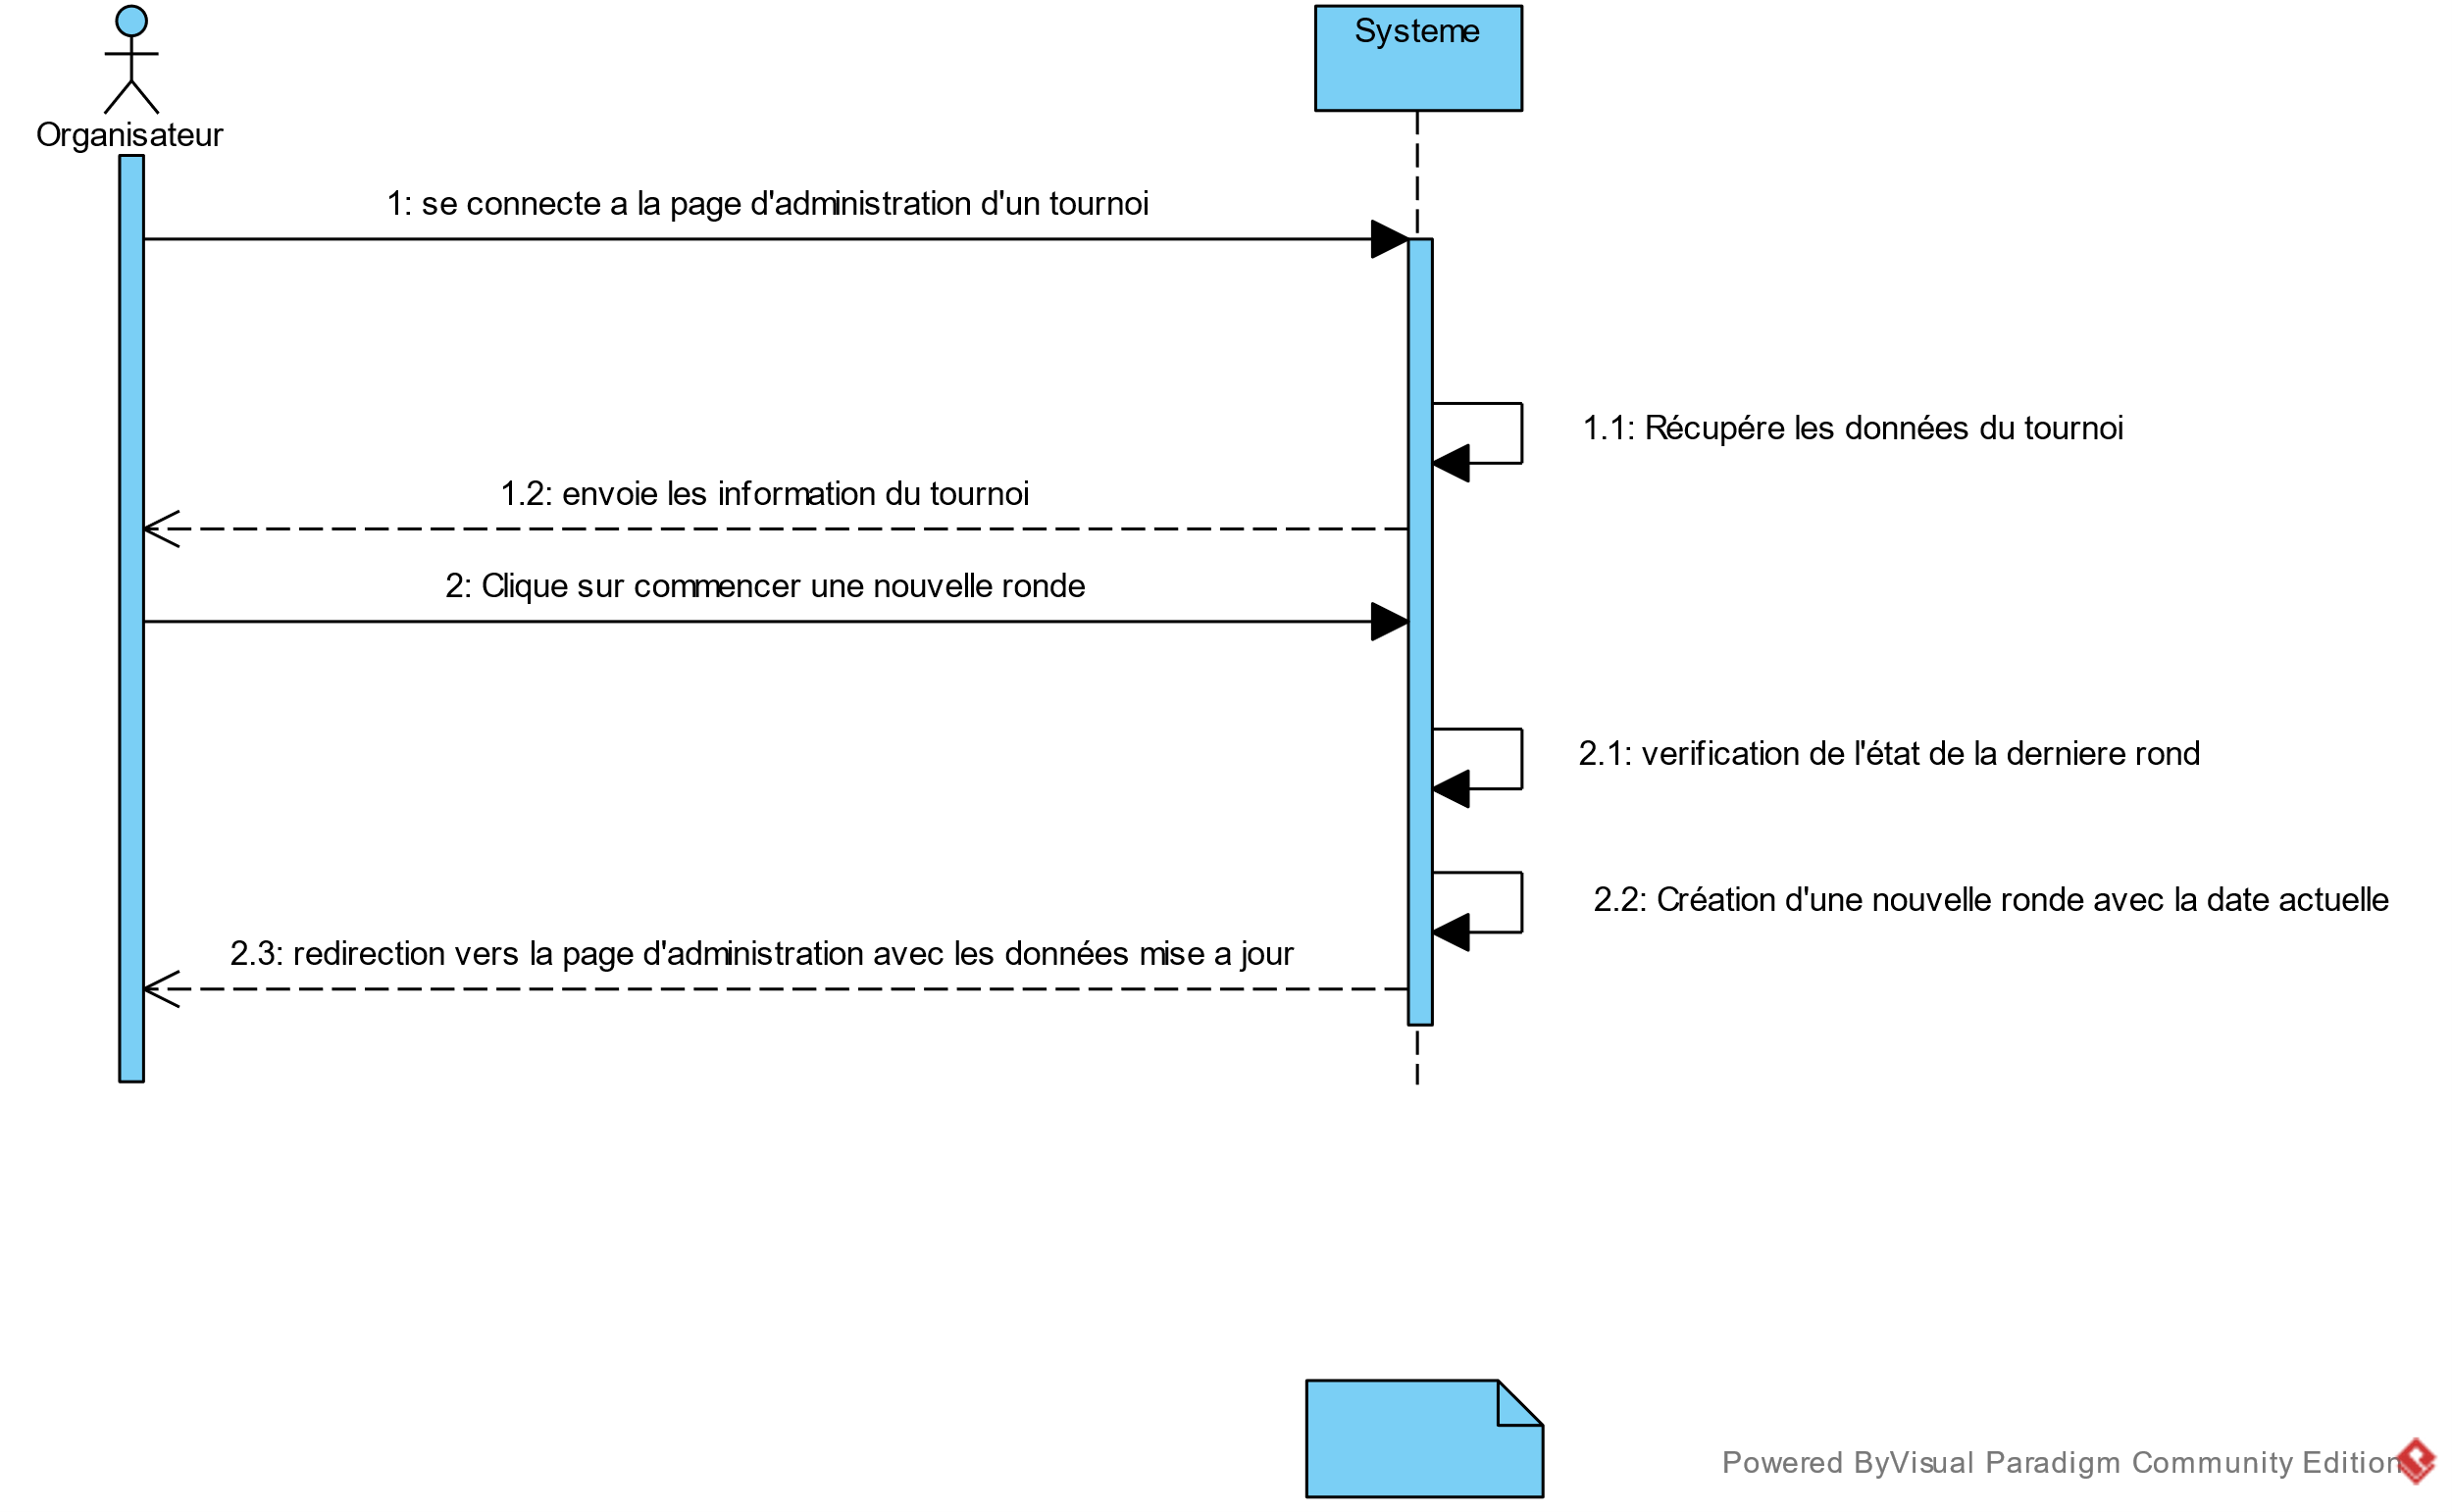 Systeme
Organisateur
1: se connecte a la page d'administration d'un tournoi
1.1: Récupére les données du tournoi
1.2: envoie les information du tournoi
2: Clique sur commencer une nouvelle ronde
2.1: verification de l'état de la derniere rond
2.2: Création d'une nouvelle ronde avec la date actuelle
2.3: redirection vers la page d'administration avec les données mise a jour
Powered ByVisual Paradigm Community Edition